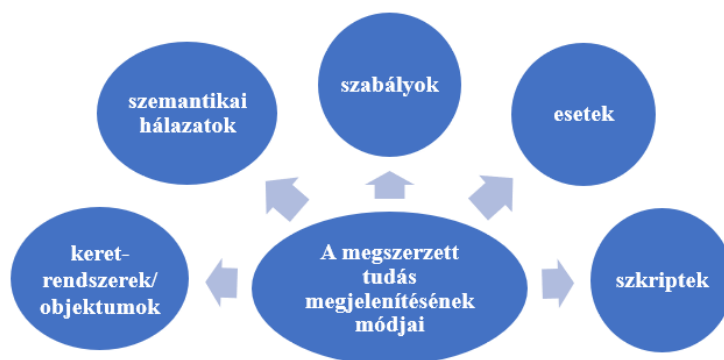 szabályok
szemantikai
hálazatok
esetek
keret-
rendszerek/
objektumok
A megszerzett
tudás
megjelenítésének
módjai
szkriptek